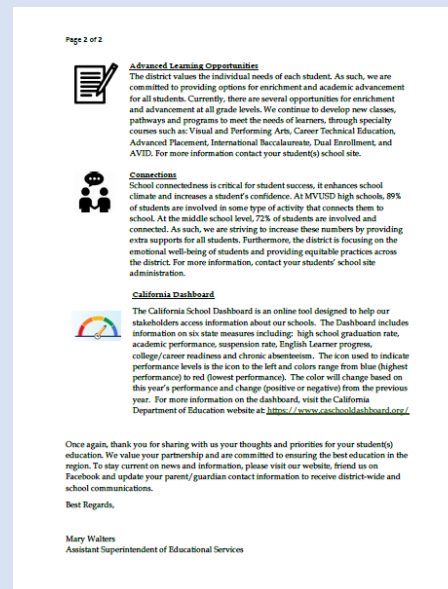 Page 2 of 2
Advanced Learning Opportunities
The district values the individual needs of each student. As such, we are
committed to providing options for enrichment and academic advancement
for all students. Currently, there are several opportunities for enrichment
and advancement at all grade levels. We continue to develop new classes,
pathways and programs to meet the needs of learners, through specialty
courses such as: Visual and Performing Arts, Career Technical Education,
Advanced Placement, International Baccalaureate, Dual Enrollment, and
AVID. For more information contact your student(s) school site.
Connections
School connectedness is critical for student success, it enhances school
climate and increases a student's confidence. At MVUSD high schools, 89%
of students are involved in some type of activity that connects them to
school. At the middle school level, 72% of students are involved and
connected. As such, we are striving to increase these numbers by providing
extra supports for all students. Furthermore, the district is focusing on the
emotional well-being of students and providing equitable practices across
the district. For more information, contact your students' school site
administration.
California Dashboard
The California School Dashboard is an online tool designed to help our
stakeholders access information about our schools. The Dashboard includes
information on six state measures including: high school graduation rate,
academic performance, suspension rate, English Learner progress,
college/career readiness and chronic absenteeism. The icon used to indicate
performance levels is the icon to the left and colors range from blue (highest
performance) to red (lowest performance). The color will change based on
this year's performance and change (positive or negative) from the previous
year. For more information on the dashboard, visit the California
Department of Education website at: https://www.caschooldashboard.org/
Once again, thank you for sharing with us your thoughts and priorities for your student(s)
education. We value your partnership and are committed to ensuring the best education in the
region. To stay current on news and information, please visit our website, friend us on
Facebook and update your parent/guardian contact information to receive district-wide and
school communications.
Best Regards,
Mary Walters
Assistant Superintendent of Educational Services